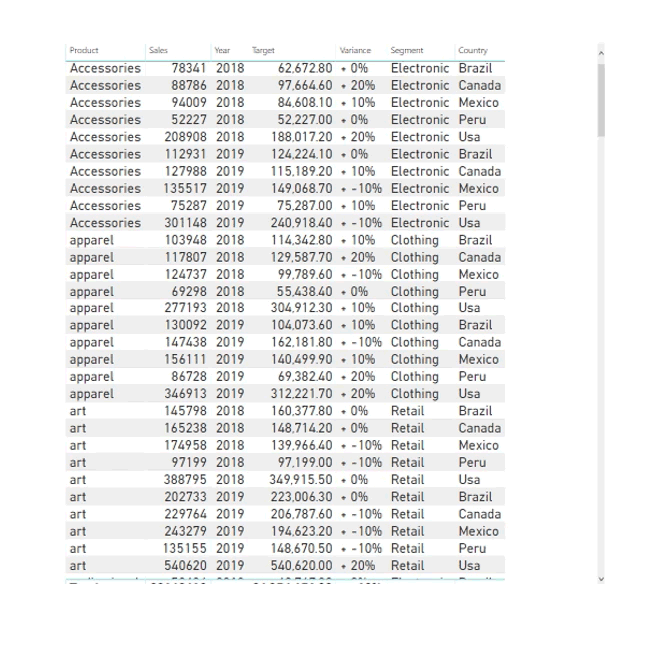 Product Sales Year Target Variance Segment Country
Accessories 78341 2018 62,672.80 + 0% Electronic Brazil
Accessories 88786 2018 97,664.60 + 20% Electronic Canada
Accessories 94009 2018 84,608.10 + 10% Electronic Mexico
Accessories 52227 2018 52,227.00 + 0% Electronic Peru
Accessories 208908 2018 188,017.20 + 20% Electronic Usa
Accessories 112931 2019 124,224.10 + 0% Electronic Brazil
Accessories 127988 2019 115,189.20 + 10% Electronic Canada
Accessories 135517 2019 149,068.70 + -10% Electronic Mexico
Accessories 75287 2019 75,287.00 + 10% Electronic Peru
Accessories 301148 2019 240,918.40 + -10% Electronic Usa
apparel 103948 2018 114,342.80 + 10% Clothing Brazil
apparel 117807 2018 129,587.70 + 20% Clothing Canada
apparel 124737 2018 99,789.60 + -10% Clothing Mexico
apparel 69298 2018 55,438.40 + 0% Clothing Peru
apparel 277193 2018 304,912.30 + 10% Clothing Usa
apparel 130092 2019 104,073.60 + 10% Clothing Brazil
apparel 147438 2019 162,181.80 + -10% Clothing Canada
apparel 156111 2019 140,499.90 + 10% Clothing Mexico
apparel 86728 2019 69,382.40 + 20% Clothing Peru
apparel 346913 2019 312,221.70 + 20% Clothing Usa
art 145798 2018 160,377.80 + 0% Retail Brazil
art 165238 2018 148,714.20 + 0% Retail Canada
art 174958 2018 139,966.40 + -10% Retail Mexico
art 97199 2018 97,199.00 + -10% Retail Peru
art 388795 2018 349,915.50 + 0% Retail Usa
art 202733 2019 223,006.30 + 0% Retail Brazil
art 229764 2019 206,787.60 + -10% Retail Canada
art 243279 2019 194,623.20 + -10% Retail Mexico
art 135155 2019 148,670.50 + -10% Retail Peru
art 540620 2019 540,620.00 + 20% Retail Usa